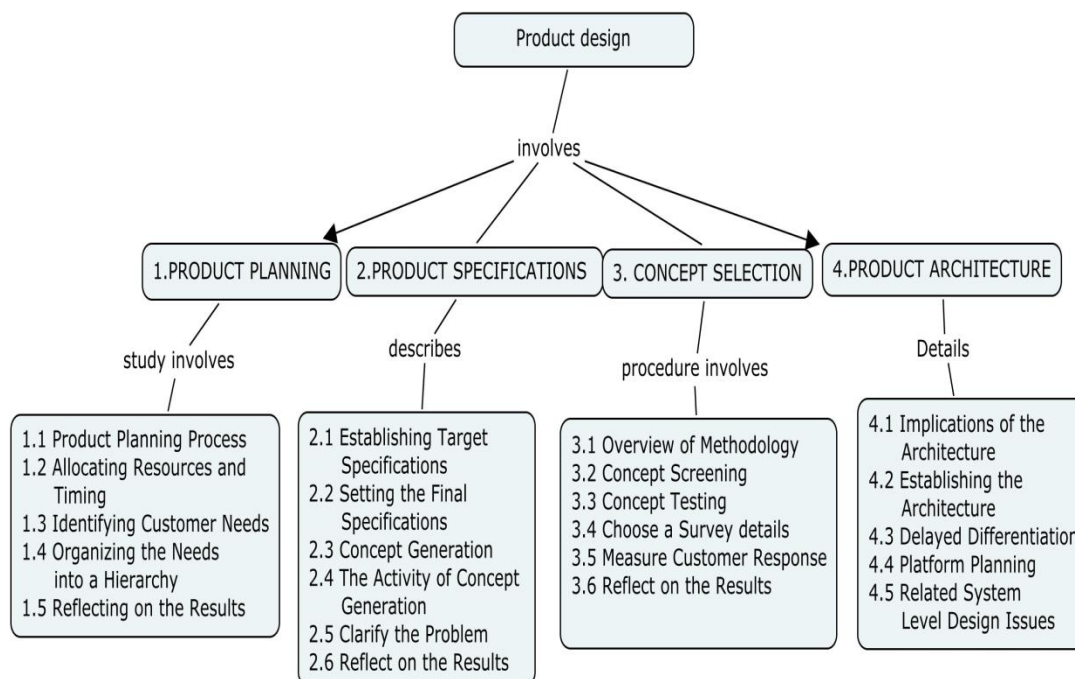 Product design
involves
1.PRODUCT PLANNING
2.PRODUCT SPECIFICATIONS
3. CONCEPT SELECTION
4.PRODUCT ARCHITECTURE
study involves
describes
procedure involves
Details
1.1 Product Planning Process
1.2 Allocating Resources and
Timing
1.3 Identifying Customer Needs
1.4 Organizing the Needs
into a Hierarchy
1.5 Reflecting on the Results
2.1 Establishing Target
Specifications
2.2 Setting the Final
Specifications
2.3 Concept Generation
2.4 The Activity of Concept
Generation
2.5 Clarify the Problem
2.6 Reflect on the Results
3.1 Overview of Methodology
3.2 Concept Screening
3.3 Concept Testing
3.4 Choose a Survey details
3.5 Measure Customer Response
3.6 Reflect on the Results
4.1 Implications of the
Architecture
4.2 Establishing the
Architecture
4.3 Delayed Differentiation
4.4 Platform Planning
4.5 Related System
Level Design Issues